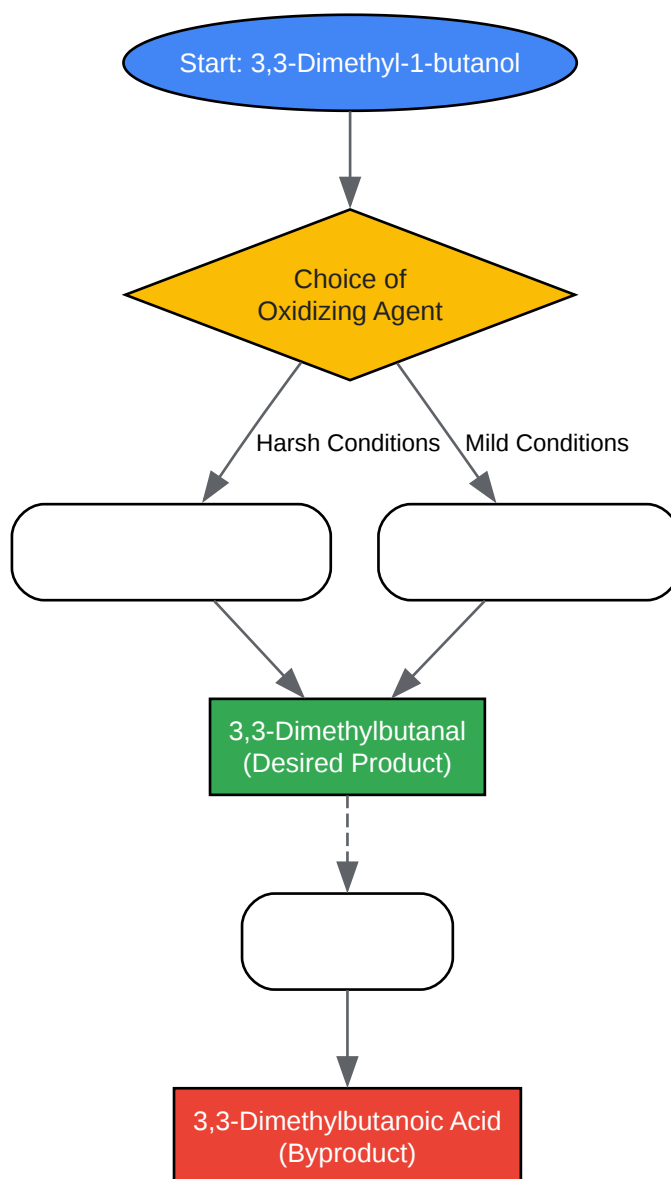 Start: 3,3-Dimethyl-1-butanol
Choice of
Oxidizing Agent
Harsh Conditions
Mild Conditions
3,3-Dimethylbutanal
(Desired Product)
3,3-Dimethylbutanoic Acid
(Byproduct)